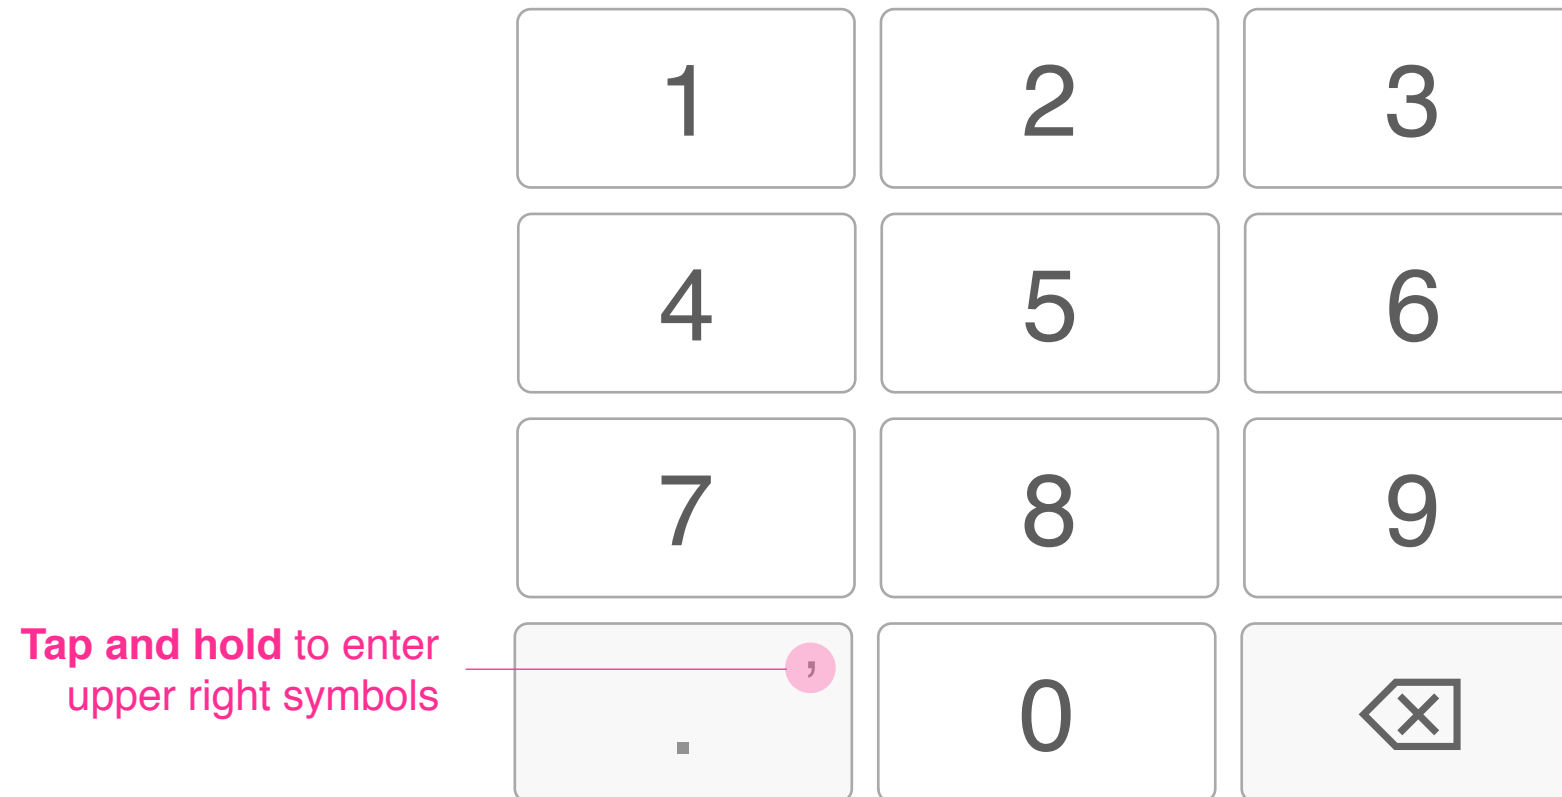 1 2 3
4 5 6
7 8 9
Tap and hold to enter
upper right symbols
,
. 0